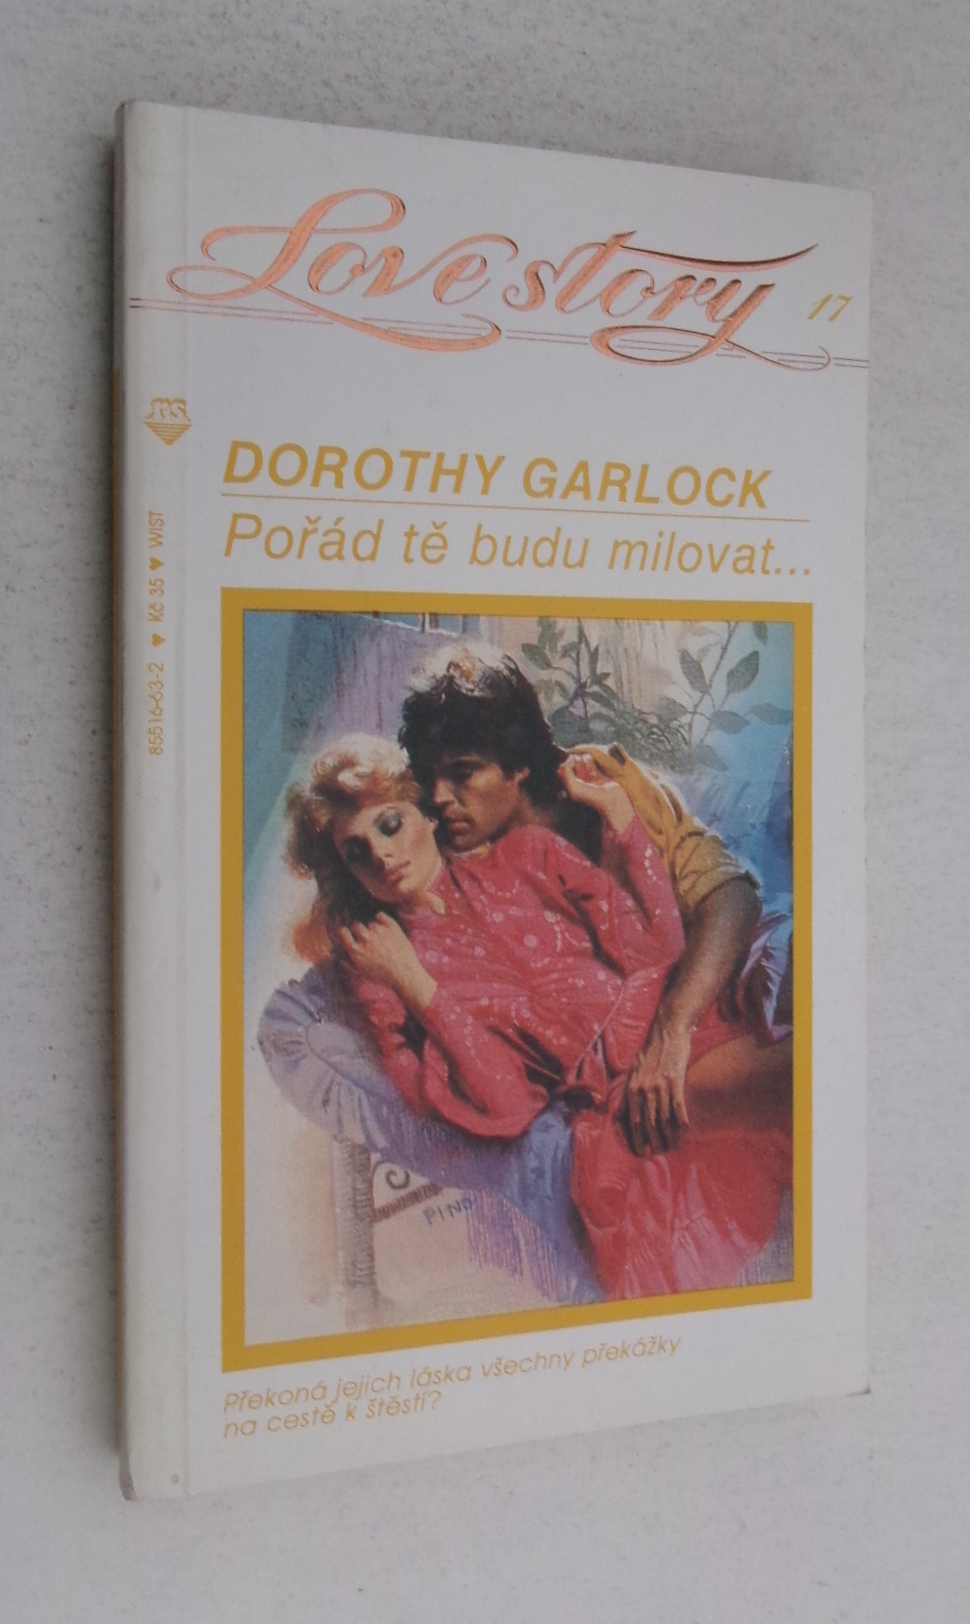 Love story 17
DOROTHY GARLOCK
Pořád tě budu milovat...
85516-63-2 ♥ Kč 35 ♥ WIST
PINO
Překoná jejich láska všechny překážky
na cestě k štěstí?